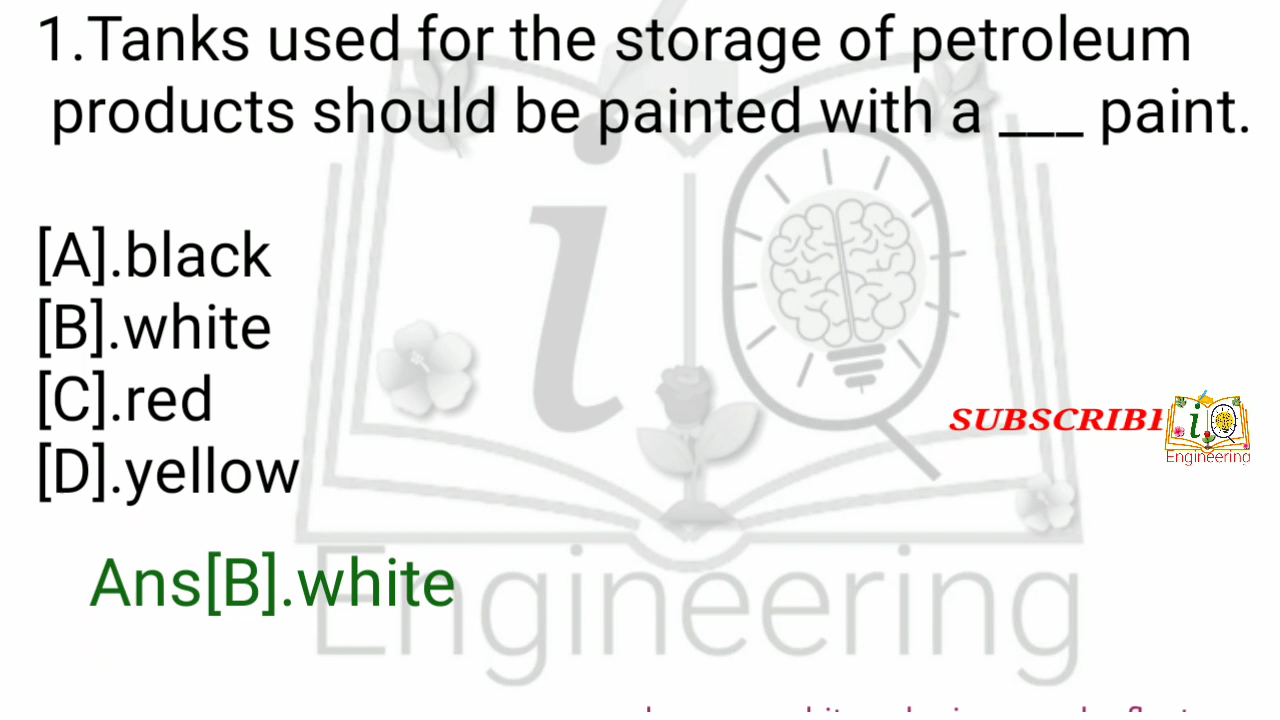 1.Tanks used for the storage of petroleum
products should be painted with a ___ paint.
[A].black
[B].white
[C].red
[D].yellow
Ans[B].white
i
SUBSCRIBE
i
Engineering
Engineering